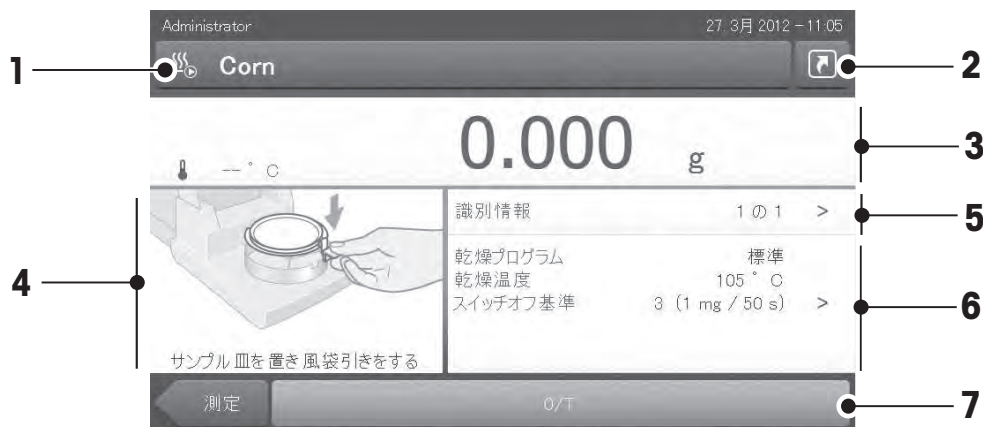 Administrator
27. 3月 2012 - 11:05
1
Corn
2
0.000 g
3
--°C
4
識別情報 1 の 1 >
5
乾燥プログラム 標準
乾燥温度 105 °C
スイッチオフ基準 3 (1 mg / 50 s) >
6
サンプル皿を置き風袋引きをする
測定
O/T
7